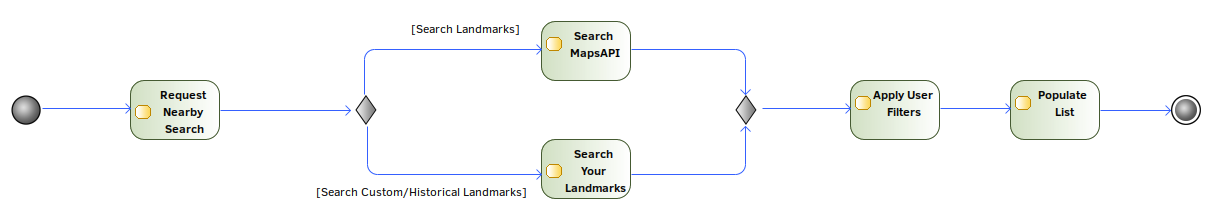 [Search Landmarks]
Search
MapsAPI
Request
Nearby
Search
Apply User
Filters
Populate
List
Search
Your
Landmarks
[Search Custom/Historical Landmarks]